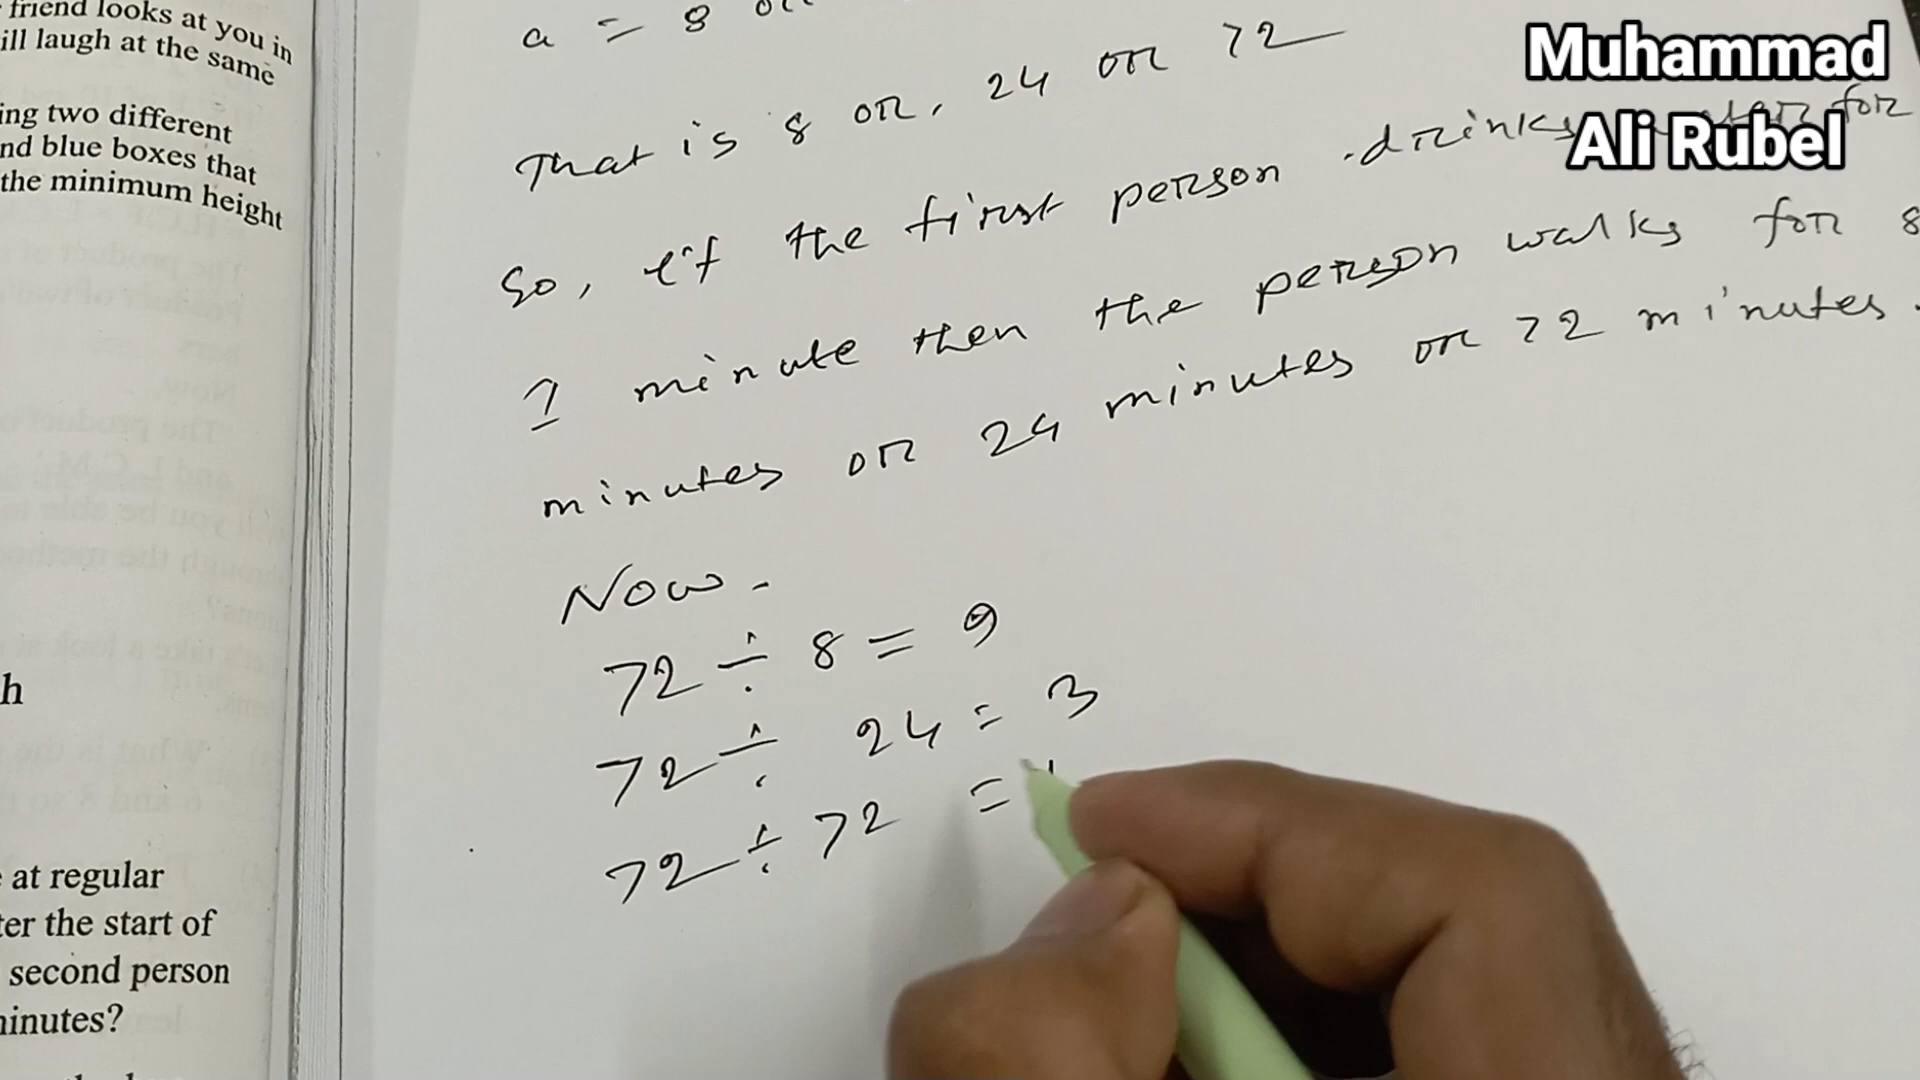 friend looks at you in
ill laugh at the same
ing two different
nd blue boxes that
the minimum height
h
at regular
ter the start of
second person
minutes?
a = 8 or
That is 8 or, 24 or 72
So, if the first person drinks for
1 minute then the person walks for 8
minutes or 24 minutes or 72 minutes.
Now -
72 ÷ 8 = 9
72 ÷ 24 = 3
72 ÷ 72 =
Muhammad
Ali Rubel